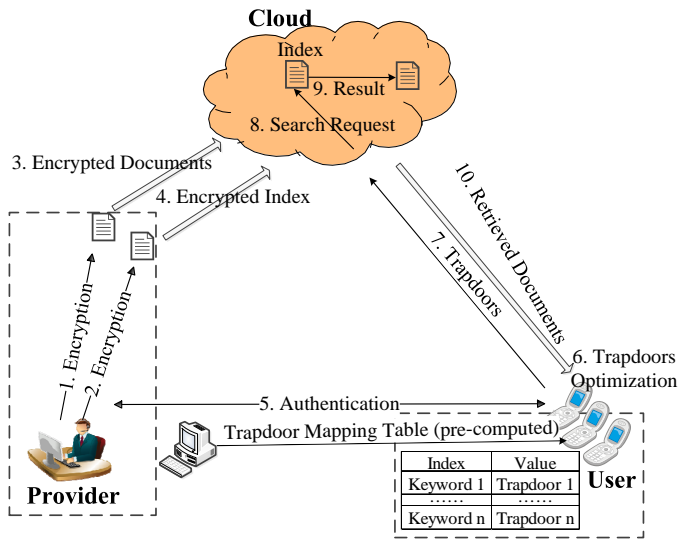 Cloud
Index
9. Result
8. Search Request
3. Encrypted Documents
4. Encrypted Index
10. Retrieved Documents
7. Trapdoors
1. Encryption
2. Encryption
6. Trapdoors
Optimization
5. Authentication
Trapdoor Mapping Table (pre-computed)
Provider
User
Index Value
Keyword 1 Trapdoor 1
...... ......
Keyword n Trapdoor n